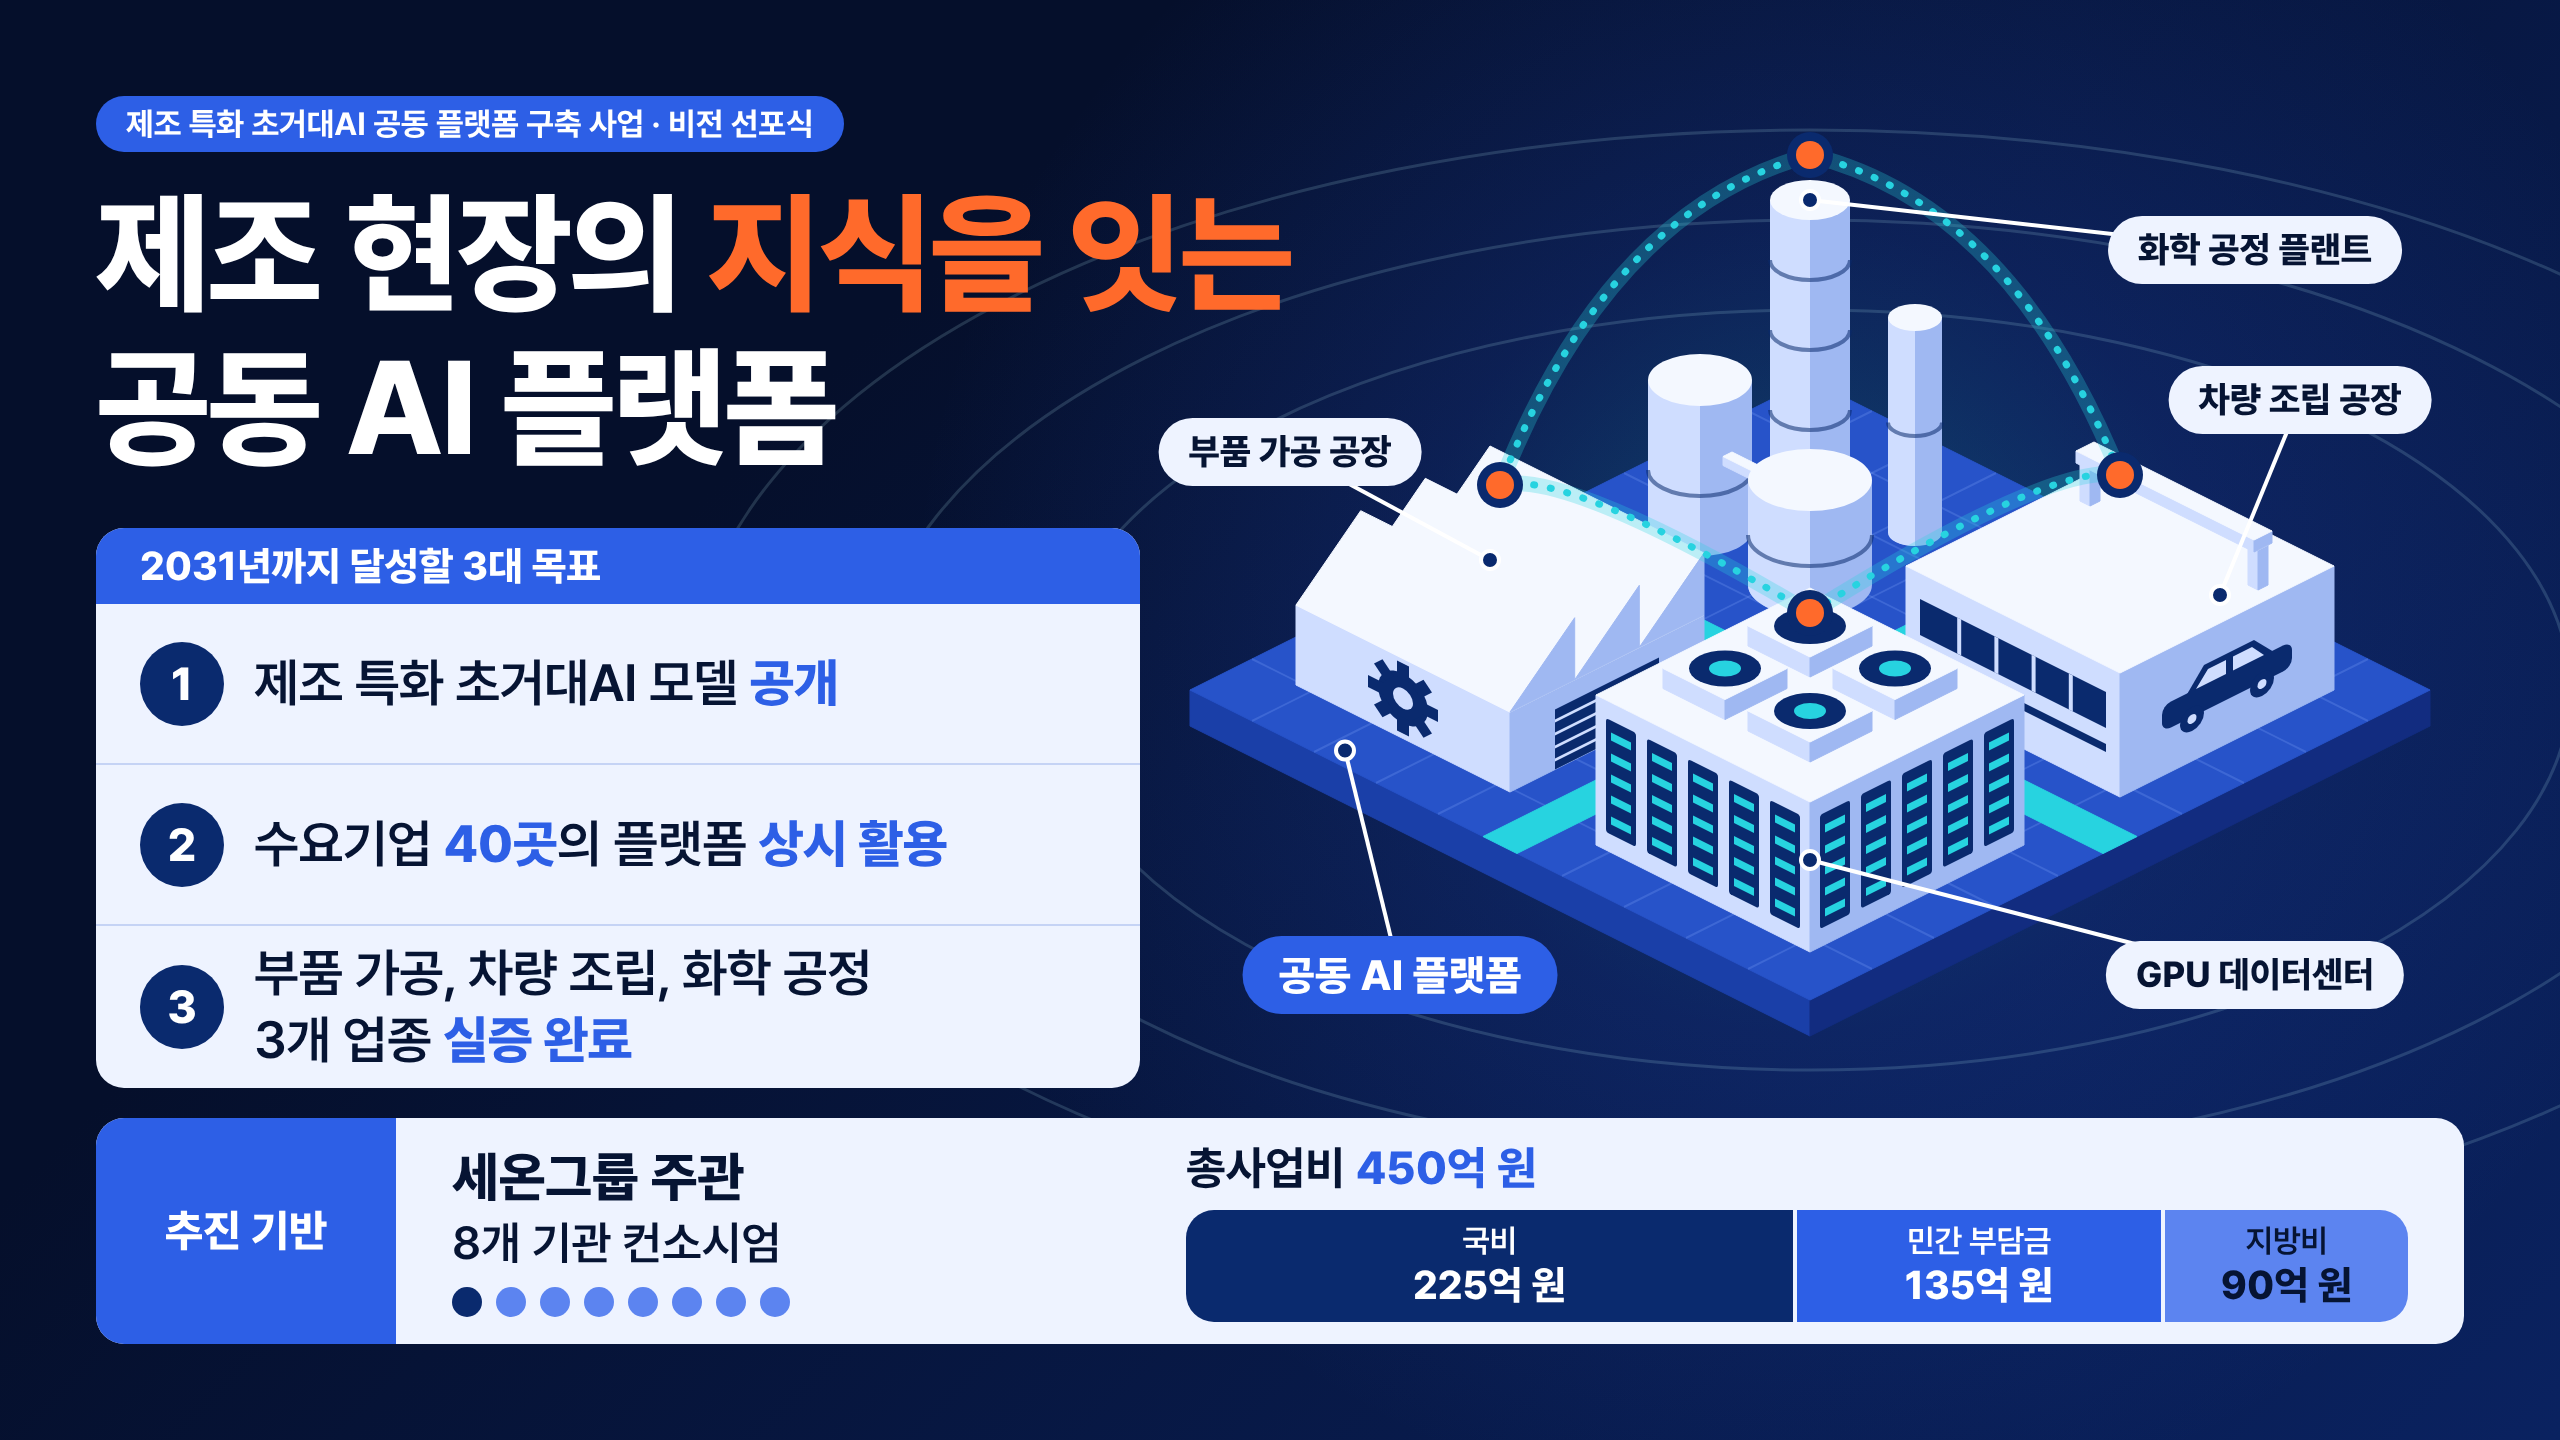 제조 특화 초거대AI 공동 플랫폼 구축 사업 · 비전 선포식
제조 현장의 지식을 잇는
공동 AI 플랫폼
2031년까지 달성할 3대 목표
1 제조 특화 초거대AI 모델 공개
2 수요기업 40곳의 플랫폼 상시 활용
3 부품 가공, 차량 조립, 화학 공정
3개 업종 실증 완료
화학 공정 플랜트
차량 조립 공장
부품 가공 공장
공동 AI 플랫폼
GPU 데이터센터
추진 기반
세온그룹 주관
8개 기관 컨소시엄
총사업비 450억 원
국비
225억 원
민간 부담금
135억 원
지방비
90억 원